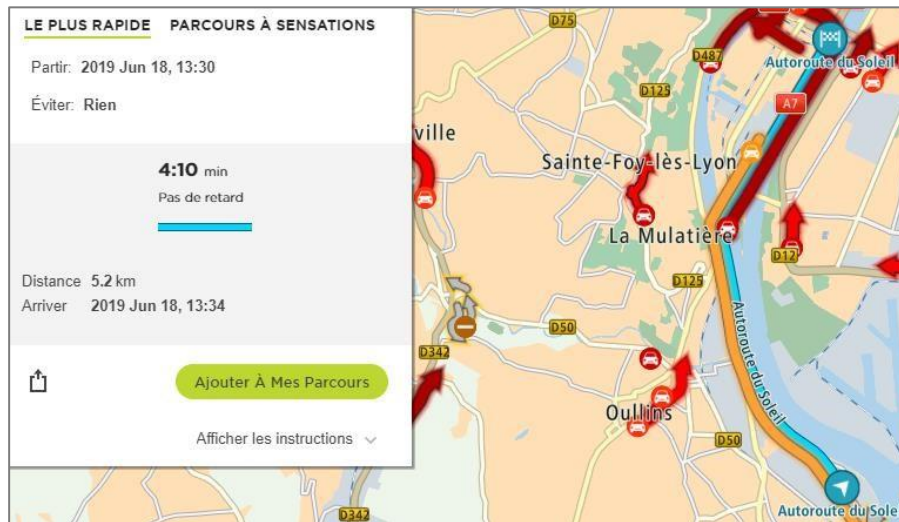 LE PLUS RAPIDE PARCOURS À SENSATIONS
Partir: 2019 Jun 18, 13:30
Éviter: Rien
4:10 min
Pas de retard
Distance 5.2 km
Arriver 2019 Jun 18, 13:34
Ajouter À Mes Parcours
Afficher les instructions
D75
D487
Autoroute du Soleil
D125
A7
ville
Sainte-Foy-lès-Lyon
La Mulatière
D12
D125
D50
D342
Autoroute du Soleil
Oullins
D50
D342
Autoroute du Sole